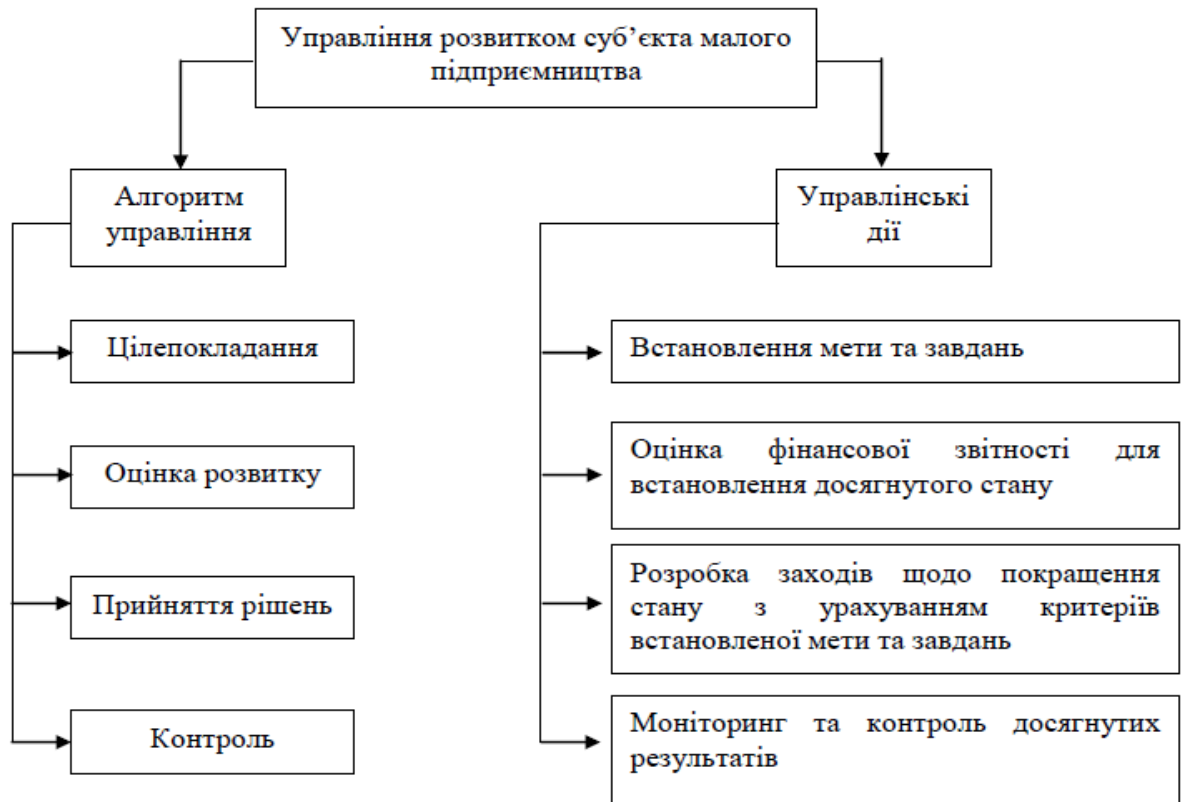 Управління розвитком суб’єкта малого
підприємництва
Алгоритм
управління
Управлінські
дії
Цілепокладання
Встановлення мети та завдань
Оцінка розвитку
Оцінка фінансової звітності для
встановлення досягнутого стану
Прийняття рішень
Розробка заходів щодо покращення
стану з урахуванням критеріїв
встановленої мети та завдань
Контроль
Моніторинг та контроль досягнутих
результатів